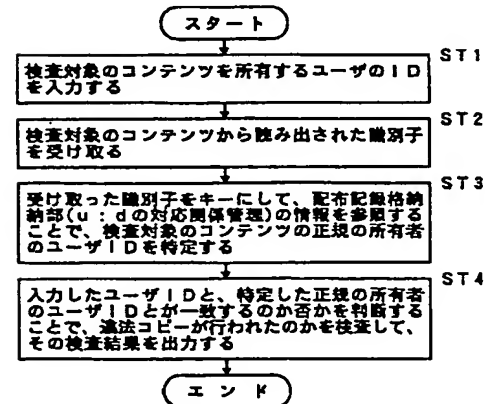 スタート
ST1
検査対象のコンテンツを所有するユーザのID
を入力する
ST2
検査対象のコンテンツから読み出された識別子
を受け取る
ST3
受け取った識別子をキーにして、配布記録格納
納部(u:dの対応関係管理)の情報を参照する
ことで、検査対象のコンテンツの正規の所有者
のユーザIDを特定する
ST4
入力したユーザIDと、特定した正規の所有者
のユーザIDとが一致するのか否かを判断する
ことで、違法コピーが行われたのかを検査して、
その検査結果を出力する
エンド